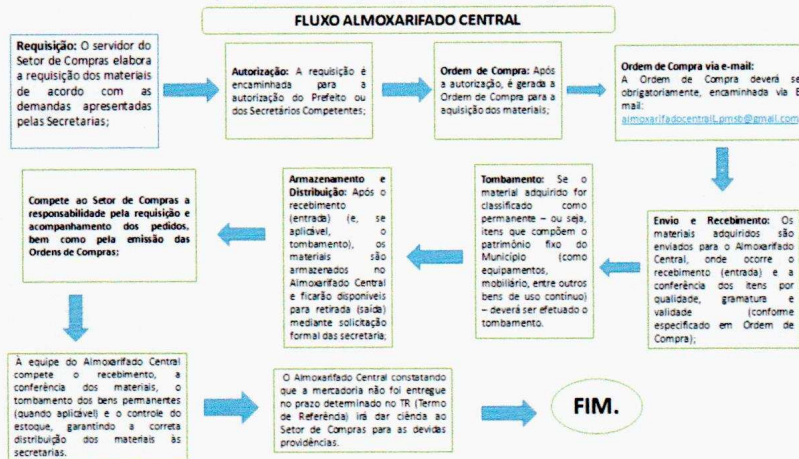 FLUXO ALMOXARIFADO CENTRAL
Requisição: O servidor do
Setor de Compras elabora
a requisição dos materiais
de acordo com as
demandas apresentadas
pelas Secretarias;
Autorização: A requisição é
encaminhada para a
autorização do Prefeito ou
dos Secretários Competentes;
Ordem de Compra: Após
a autorização, é gerada a
Ordem de Compra para a
aquisição dos materiais;
Ordem de Compra via e-mail:
A Ordem de Compra deverá se
obrigatoriamente, encaminhada via E
mail:
almoxarifadocentrall.pmsb@gmail.com
Envio e Recebimento: Os
materiais adquiridos são
enviados para o Almoxarifado
Central, onde ocorre o
recebimento (entrada) e a
conferência dos itens por
qualidade, gramatura e
validade (conforme
especificado em Ordem de
Compra);
Tombamento: Se o
material adquirido for
classificado como
permanente – ou seja,
itens que compõem o
patrimônio fixo do
Município (como
equipamentos,
mobiliário, entre outros
bens de uso contínuo)
– deverá ser efetuado o
tombamento.
Armazenamento e
Distribuição: Após o
recebimento
(entrada) (e, se
aplicável, o
tombamento), os
materiais são
armazenados no
Almoxarifado Central
e ficarão disponíveis
para retirada (saída)
mediante solicitação
formal das secretaria;
Compete ao Setor de Compras a
responsabilidade pela requisição e
acompanhamento dos pedidos,
bem como pela emissão das
Ordens de Compras;
À equipe do Almoxarifado Central
compete o recebimento, a
conferência dos materiais, o
tombamento dos bens permanentes
(quando aplicável) e o controle do
estoque, garantindo a correta
distribuição dos materiais às
secretarias.
O Almoxarifado Central constatando
que a mercadoria não foi entregue
no prazo determinado no TR (Termo
de Referência) irá dar ciência ao
Setor de Compras para as devidas
providências.
FIM.